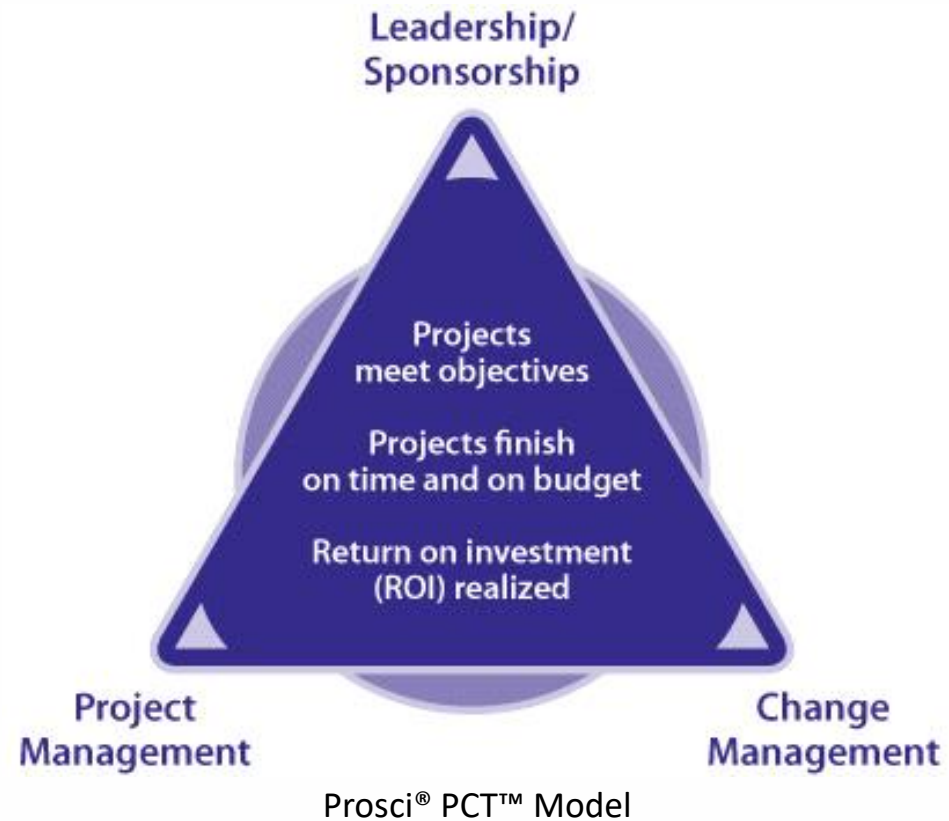 Leadership/
Sponsorship
Projects
meet objectives
Projects finish
on time and on budget
Return on investment
(ROI) realized
Project
Management
Change
Management
Prosci® PCT™ Model